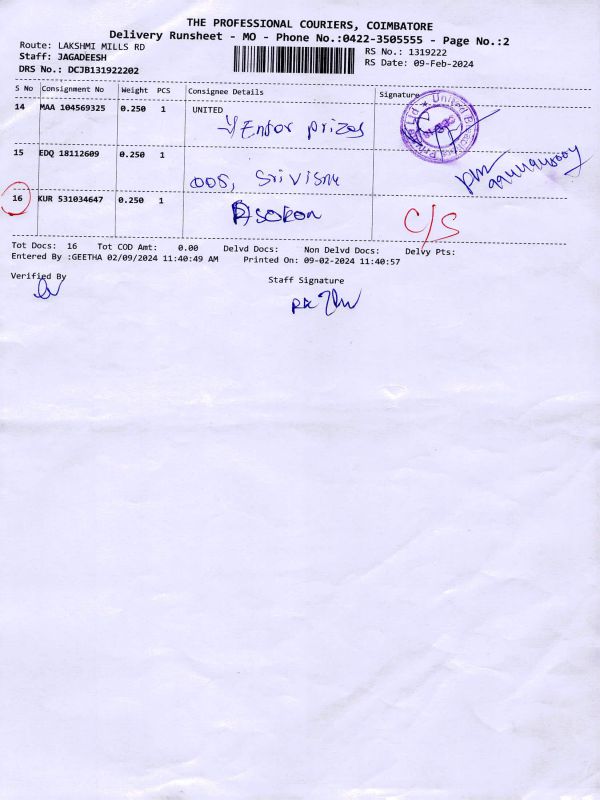 THE PROFESSIONAL COURIERS, COIMBATORE
Delivery Runsheet - MO - Phone No.:0422-3505555 - Page No.:2
Route: LAKSHMI MILLS RD
RS No.: 1319222
Staff: JAGADEESH
RS Date: 09-Feb-2024
DRS No.: DCJB131922202
S No Consignment No Weight PCS Consignee Details Signature
14 MAA 104569325 0.250 1 UNITED
Enter prizes
15 EDQ 18112609 0.250 1
Sri Vishu
16 KUR 531034647 0.250 1
C/S
Tot Docs: 16 Tot COD Amt: 0.00 Delvd Docs: Non Delvd Docs: Delvy Pts:
Entered By :GEETHA 02/09/2024 11:40:49 AM Printed On: 09-02-2024 11:40:57
Verified By
Staff Signature